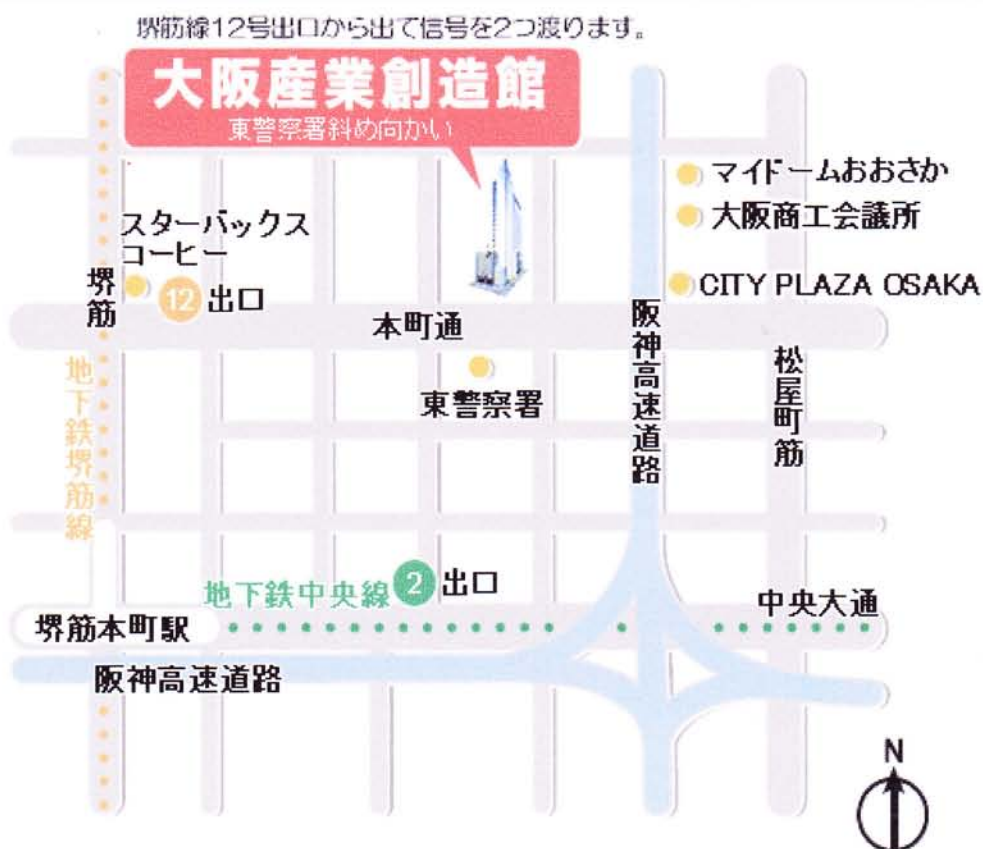 堺筋線12号出口から出て信号を2つ渡ります。
大阪産業創造館
東警察署斜め向かい
マイドームおおさか
大阪商工会議所
スターバックス
コーヒー
CITY PLAZA OSAKA
堺筋
12 出口
本町通
阪神高速道路
松屋町筋
東警察署
地下鉄堺筋線
地下鉄中央線 2 出口
中央大通
堺筋本町駅
阪神高速道路
N